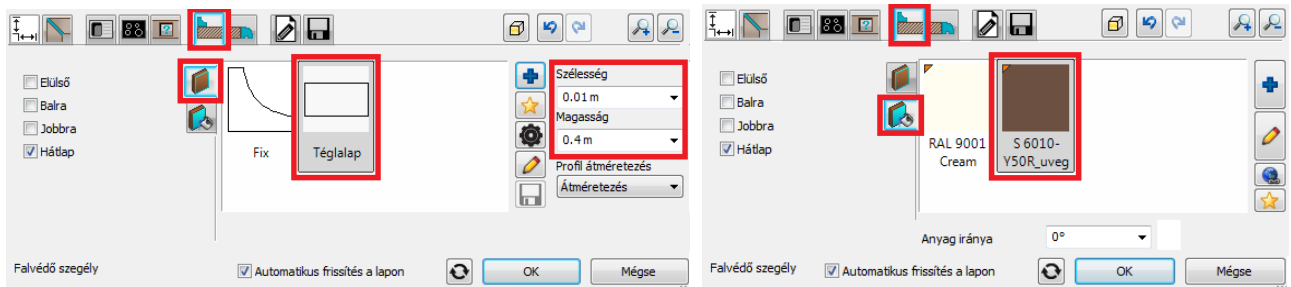 Elülső
Balra
Jobbra
Hátlap
Fix
Téglalap
Szélesség
0.01 m
Magasság
0.4 m
Profil átméretezés
Átméretezés
Falvédő szegély
Automatikus frissítés a lapon
OK
Mégse
Elülső
Balra
Jobbra
Hátlap
RAL 9001
Cream
S 6010-
Y50R_uveg
Anyag iránya
0°
Falvédő szegély
Automatikus frissítés a lapon
OK
Mégse